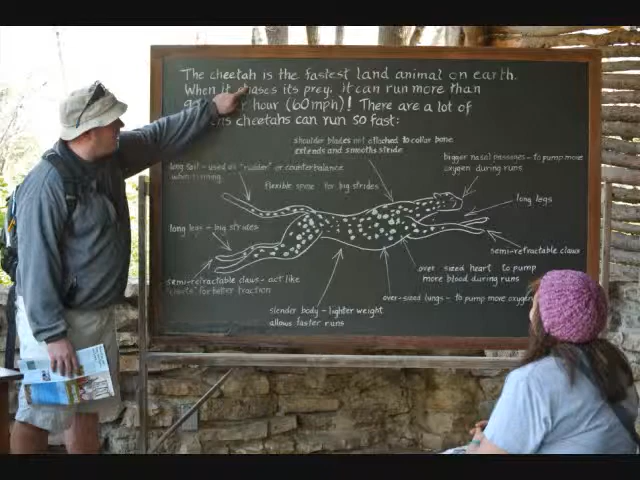 The cheetah is the fastest land animal on earth.
When it chases its prey, it can run more than
hour (60mph)! There are a lot of
cheetahs can run so fast:
shoulder blades not attached to collar bone
extends and smooths stride
bigger nasal passages - to pump more
oxygen during runs
long tail - used as "rudder" or counterbalance
when turning
flexible spine for big strides
long legs
long legs - big strides
semi-refractable claws
over sized heart to pump
more blood during runs
semi-refractable claws - act like
"cleats" for better traction
over-sized lungs - to pump more oxygen
slender body - lighter weight
allows faster runs